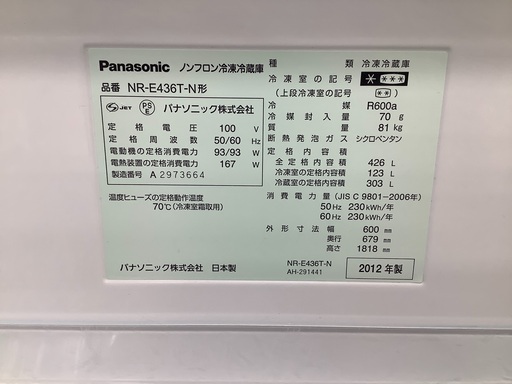 Panasonic ノンフロン冷凍冷蔵庫
品番 NR-E436T-N形
S JET PS E パナソニック株式会社
定格電圧 100 V
定格周波数 50/60 Hz
電動機の定格消費電力 93/93 W
電熱装置の定格消費電力 167 W
製造番号 A 2973664
温度ヒューズの定格動作温度
70℃(冷凍室霜取用)
パナソニック株式会社 日本製
種類 冷凍冷蔵庫
冷凍室の記号 ****
(上段冷凍室の記号 **)
冷媒 R600a
冷媒封入量 70 g
質量 81 kg
断熱発泡ガス シクロペンタン
定格内容積
全定格内容積 426 L
冷凍室の定格内容積 123 L
冷蔵室の定格内容積 303 L
消費電力量(JIS C 9801-2006年)
50Hz 230 kWh/年
60Hz 230 kWh/年
外形寸法 幅 600 mm
奥行 679 mm
高さ 1818 mm
NR-E436T-N
AH-291441
2012 年製